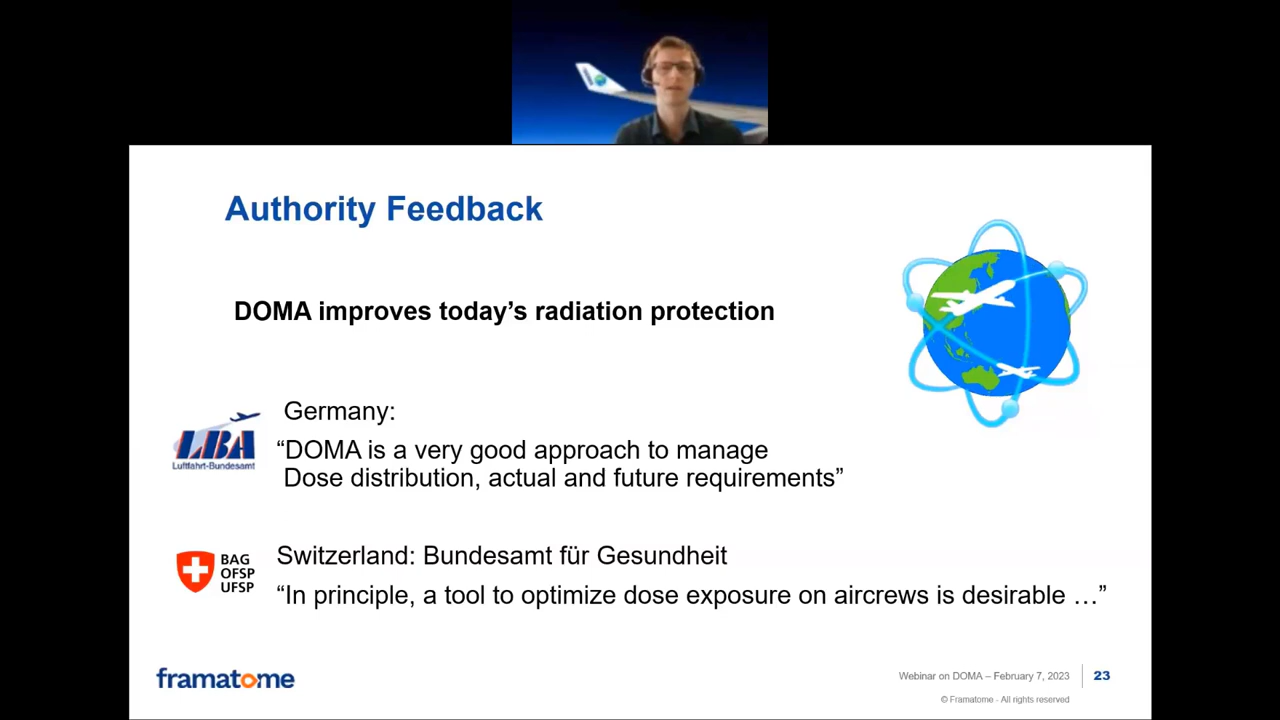 Authority Feedback
DOMA improves today’s radiation protection
Germany:
LBA
Luftfahrt-Bundesamt
“DOMA is a very good approach to manage
Dose distribution, actual and future requirements”
Switzerland: Bundesamt für Gesundheit
BAG
OFSP
UFSP
“In principle, a tool to optimize dose exposure on aircrews is desirable …”
framatome
Webinar on DOMA – February 7, 2023
23
© Framatome - All rights reserved